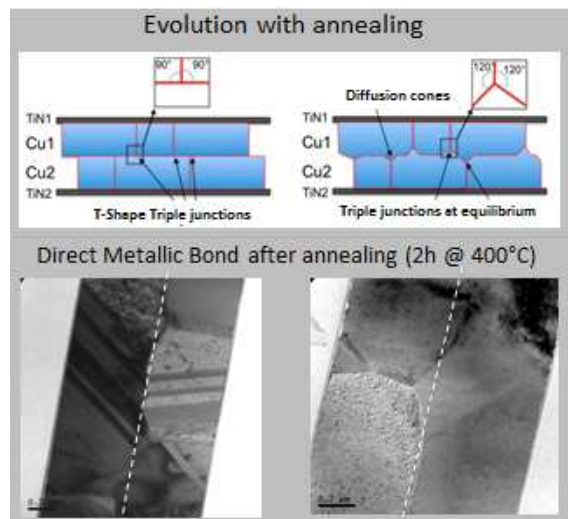 Evolution with annealing
90° 90°
120° 120°
Diffusion cones
TiN1
Cu1
Cu2
TiN2
TiN1
Cu1
Cu2
TiN2
T-Shape Triple junctions
Triple junctions at equilibrium
Direct Metallic Bond after annealing (2h @ 400°C)